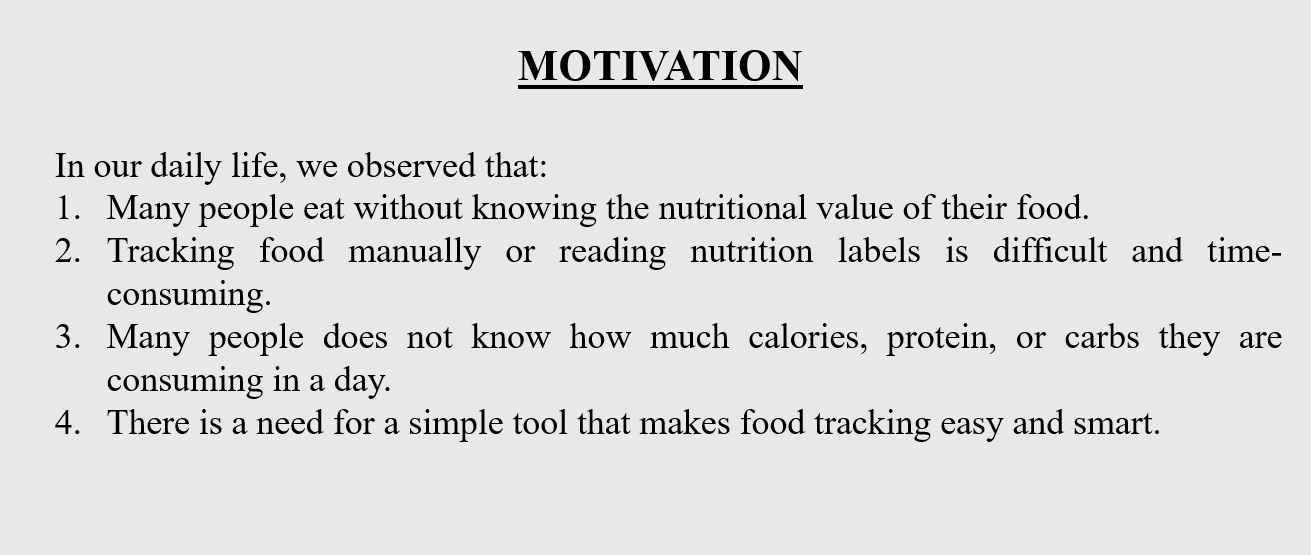 MOTIVATION
In our daily life, we observed that:
1. Many people eat without knowing the nutritional value of their food.
2. Tracking food manually or reading nutrition labels is difficult and time-
consuming.
3. Many people does not know how much calories, protein, or carbs they are
consuming in a day.
4. There is a need for a simple tool that makes food tracking easy and smart.